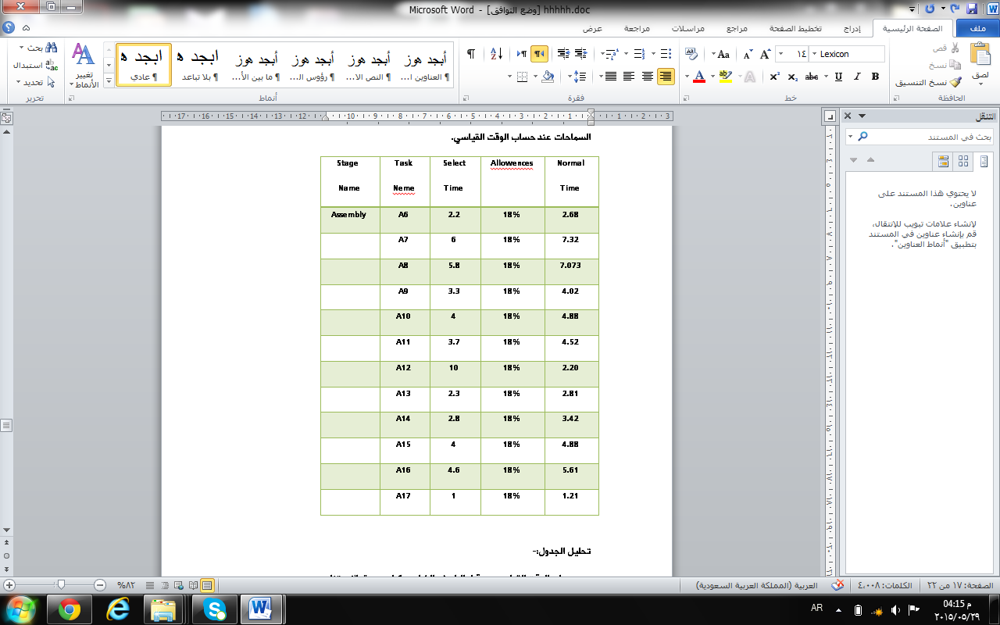 hhhhh.doc [وضع التوافق] - Microsoft Word
ملف
الصفحة الرئيسية
إدراج
تخطيط الصفحة
مراجع
مراسلات
مراجعة
عرض
لصق
قص
نسخ
نسخ التنسيق
الحافظة
Lexicon
١٤
خط
فقرة
أبجد هوز
أبجد هوز
أبجد هوز
أبجد هوز
ابجد ه
ابجد ه
العناوين ا...
النص الا...
رؤوس ال...
ما بين الأ...
بلا تباعد
عادي
أنماط
تغيير الأنماط
بحث
استبدال
تحديد
تحرير
التنقل
بحث في المستند
لا يحتوي هذا المستند على
عناوين.
لإنشاء علامات تبويب للانتقال،
قم بإنشاء عناوين في المستند
بتطبيق "أنماط العناوين".
السماحات عند حساب الوقت القياسي.
Stage Name Task Neme Select Time Allowences Normal Time
Assembly A6 2.2 18% 2.68
A7 6 18% 7.32
A8 5.8 18% 7.073
A9 3.3 18% 4.02
A10 4 18% 4.88
A11 3.7 18% 4.52
A12 10 18% 2.20
A13 2.3 18% 2.81
A14 2.8 18% 3.42
A15 4 18% 4.88
A16 4.6 18% 5.61
A17 1 18% 1.21
تحليل الجدول:-
الصفحة: ١٧ من ٢٢
الكلمات: ٤,٠٠٨
العربية (المملكة العربية السعودية)
٨٢%
AR
04:15 م
٢٠١٥/٠٥/٢٩